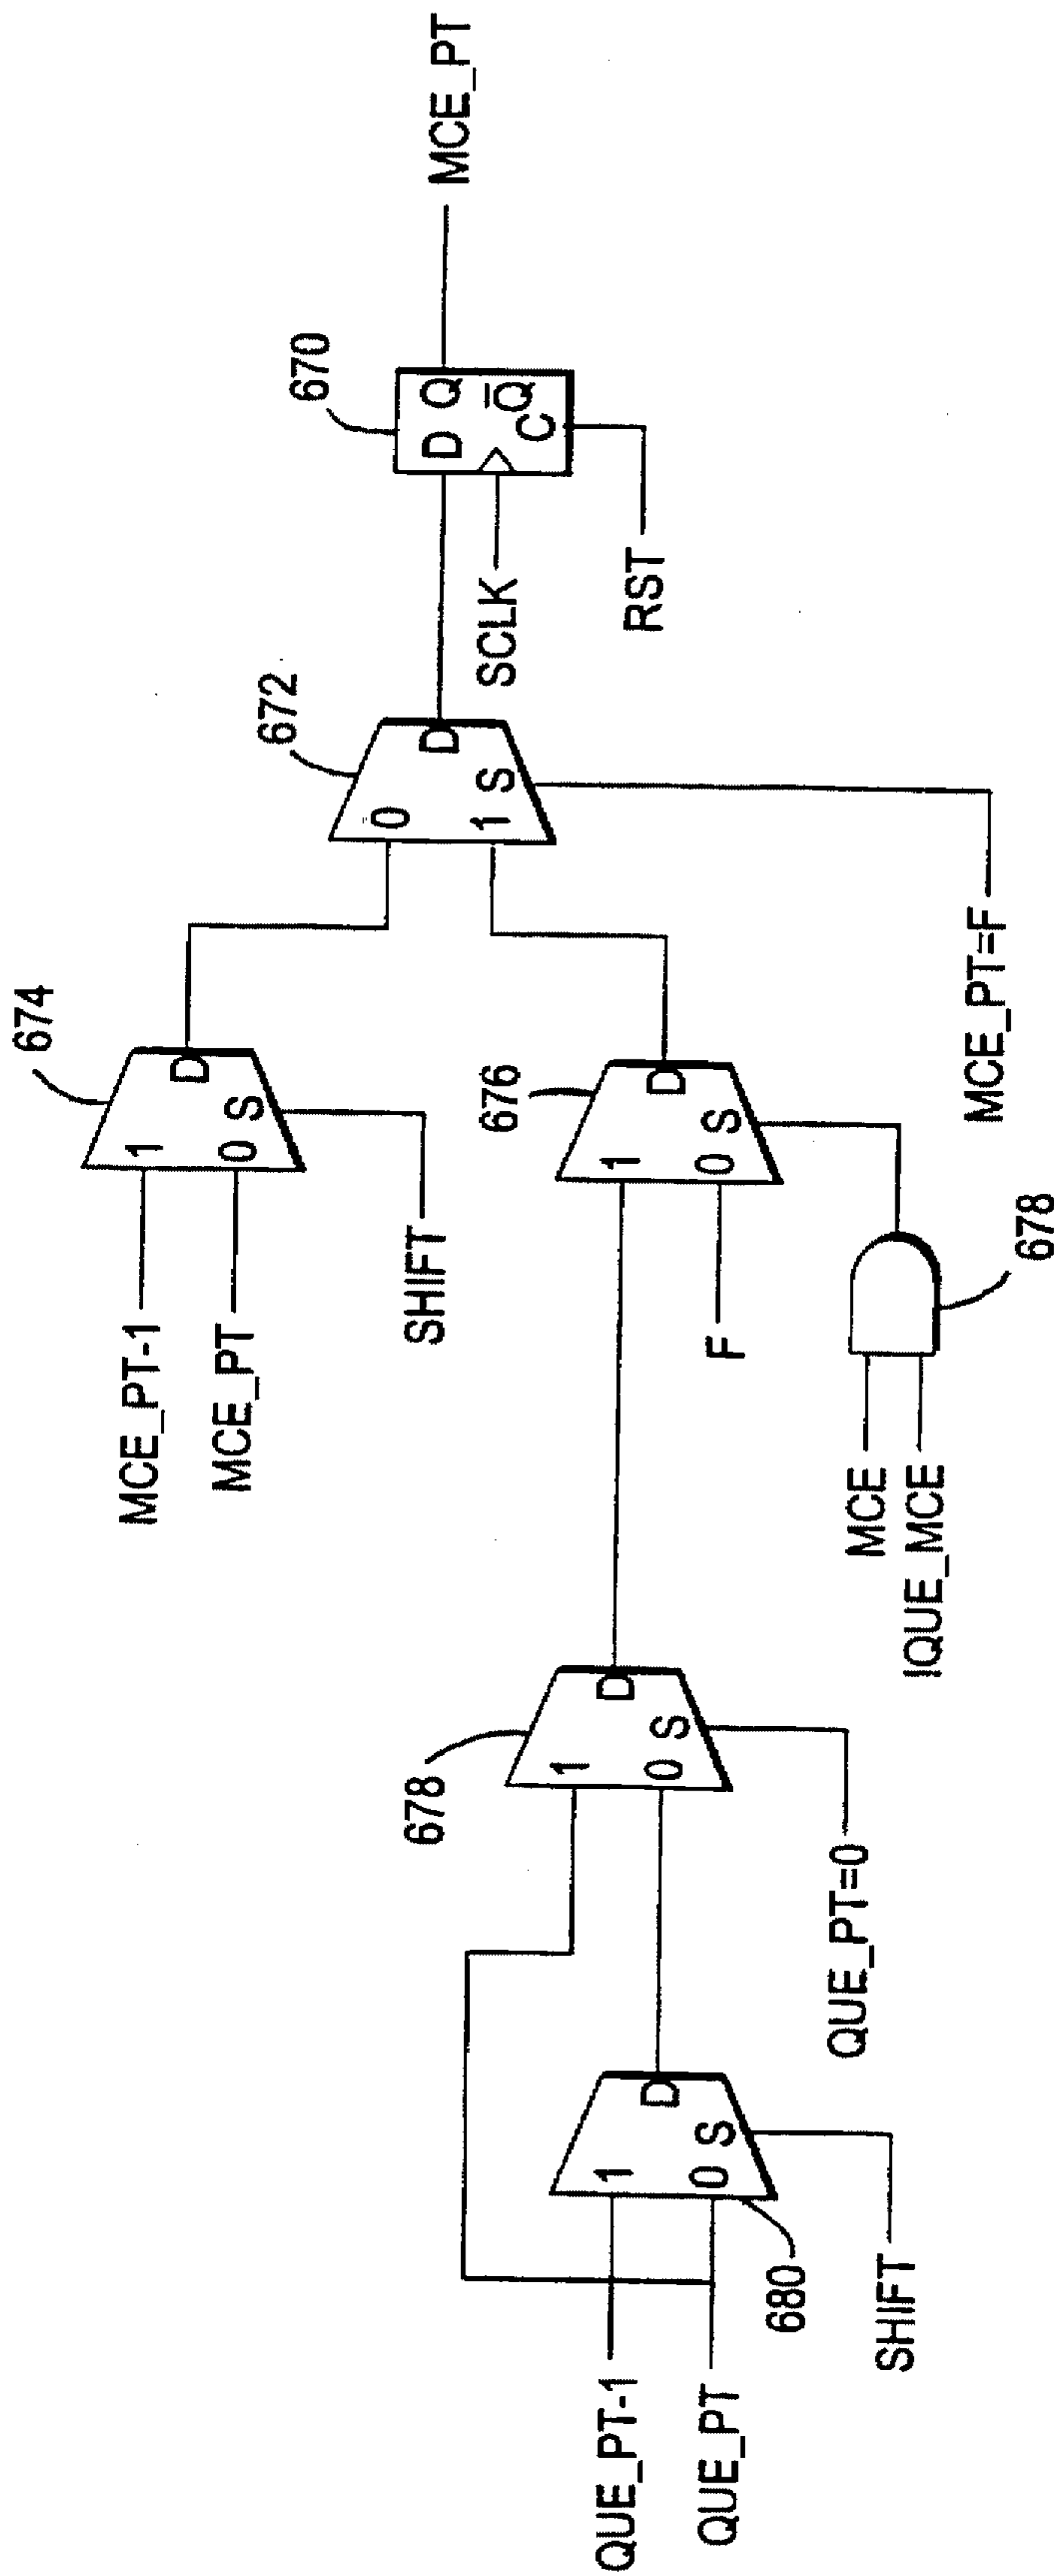 670
MCE_PT
D Q
Q̅
C
SCLK
RST
672
0
D
1 S
MCE_PT=F
674
MCE_PT-1
1
D
MCE_PT
0 S
SHIFT
676
1
D
F
0 S
MCE
IQUE_MCE
678
678
1
D
0 S
QUE_PT=0
QUE_PT-1
1
D
QUE_PT
0 S
680
SHIFT